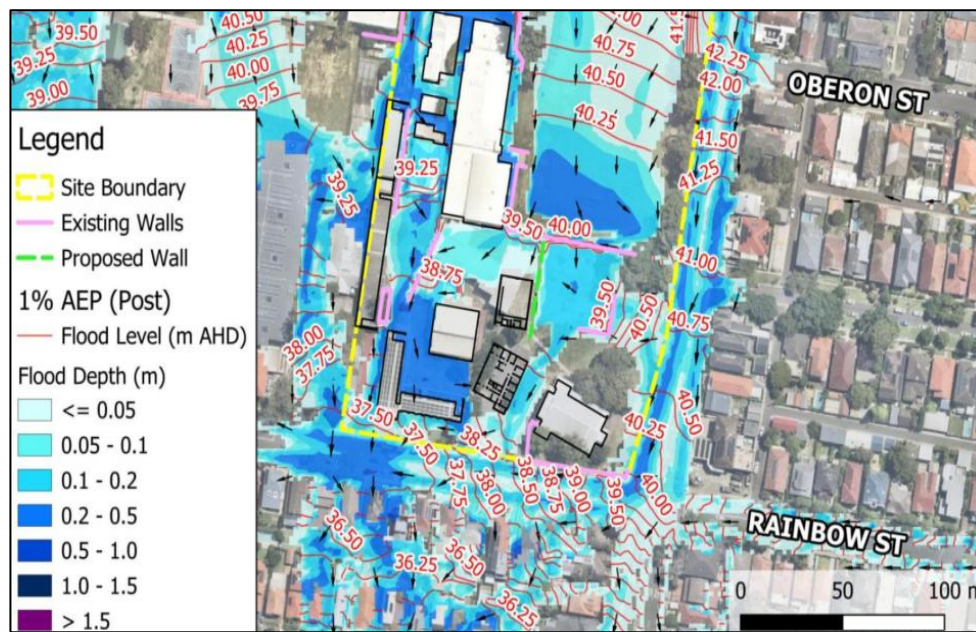 39.50
39.25
39.00
40.50
40.25
40.00
39.75
40.75
40.50
40.25
42.25
42.00
41.50
41.25
41.00
40.75
40.50
40.25
40.00
OBERON ST
39.25
39.25
39.50
40.00
38.75
39.50
40.50
38.00
37.75
37.50
37.50
37.75
38.00
38.25
38.50
38.75
39.00
39.50
36.50
36.25
36.50
36.25
RAINBOW ST
Legend
Site Boundary
Existing Walls
Proposed Wall
1% AEP (Post)
Flood Level (m AHD)
Flood Depth (m)
<= 0.05
0.05 - 0.1
0.1 - 0.2
0.2 - 0.5
0.5 - 1.0
1.0 - 1.5
> 1.5
0 50 100 m